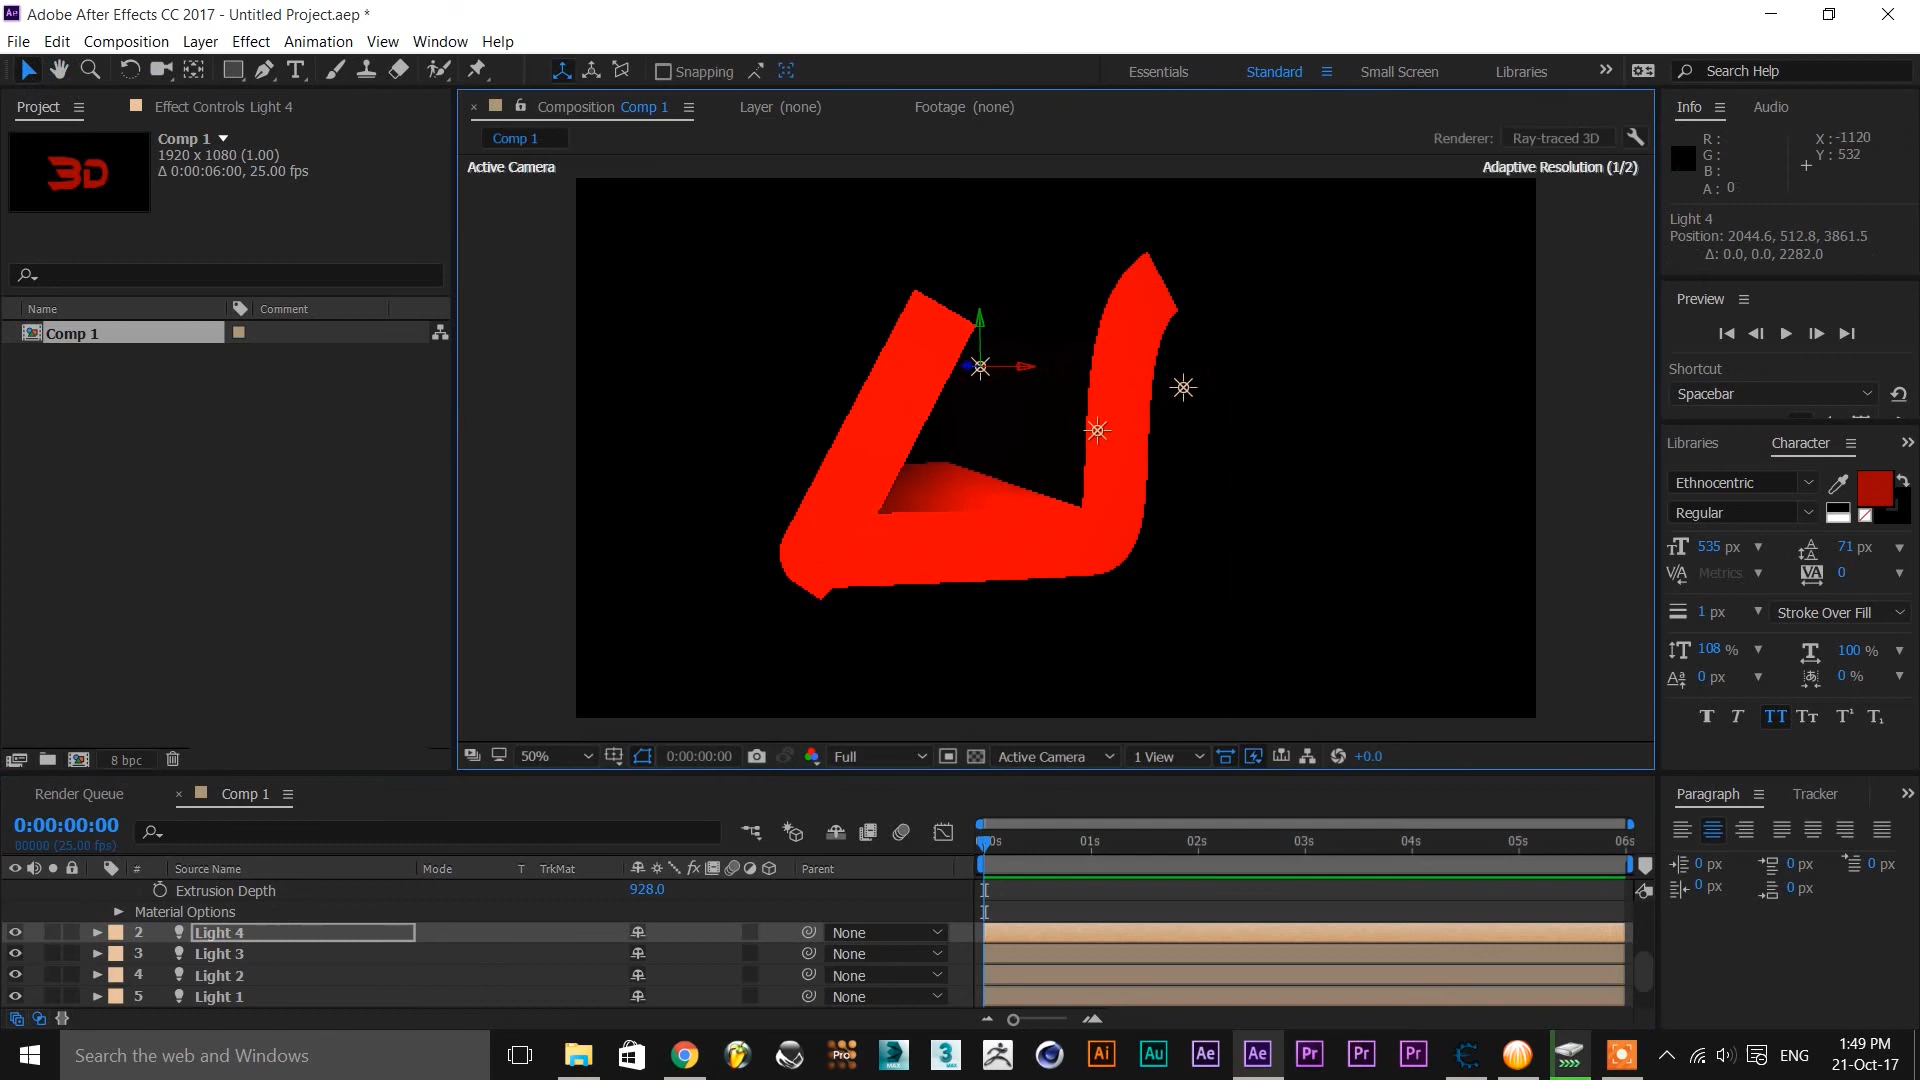 Adobe After Effects CC 2017 - Untitled Project.aep *
File Edit Composition Layer Effect Animation View Window Help
Snapping
Essentials Standard Small Screen Libraries
Search Help
Project Effect Controls Light 4
Comp 1
1920 x 1080 (1.00)
Δ 0:00:06:00, 25.00 fps
3D
Name Comment
Comp 1
8 bpc
Composition Comp 1 Layer (none) Footage (none)
Comp 1
Renderer: Ray-traced 3D
Active Camera
Adaptive Resolution (1/2)
50% 0:00:00:00 Full Active Camera 1 View +0.0
Info Audio
R :
G :
B :
A : 0
X : -1120
Y : 532
Light 4
Position: 2044.6, 512.8, 3861.5
Δ: 0.0, 0.0, 2282.0
Preview
Shortcut
Spacebar
Libraries Character
Ethnocentric
Regular
535 px 71 px
Metrics 0
1 px Stroke Over Fill
108 % 100 %
0 px 0 %
Paragraph Tracker
0 px 0 px 0 px
0 px 0 px
Render Queue Comp 1
0:00:00:00
00000 (25.00 fps)
# Source Name Mode T TrkMat Parent
0s 01s 02s 03s 04s 05s 06s
Extrusion Depth 928.0
Material Options
2 Light 4 None
3 Light 3 None
4 Light 2 None
5 Light 1 None
Search the web and Windows
ENG
1:49 PM
21-Oct-17